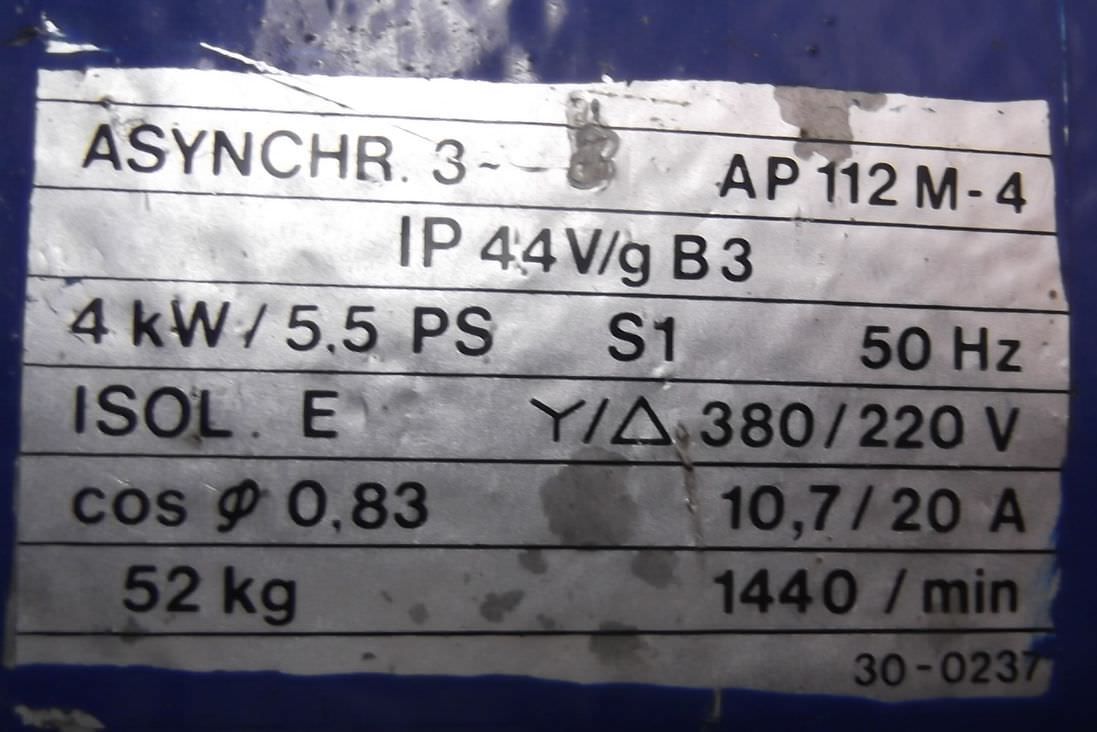 ASYNCHR. 3~ AP 112 M-4
IP 44 V/g B3
4 kW / 5,5 PS S1 50 Hz
ISOL. E Y/△ 380/220 V
cos φ 0,83 10,7/20 A
52 kg 1440 / min
30-0237